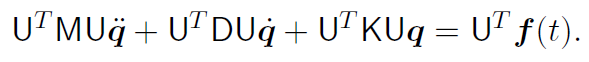 UᵀMUq̈ + UᵀDUq̇ + UᵀKUq = Uᵀf(t).